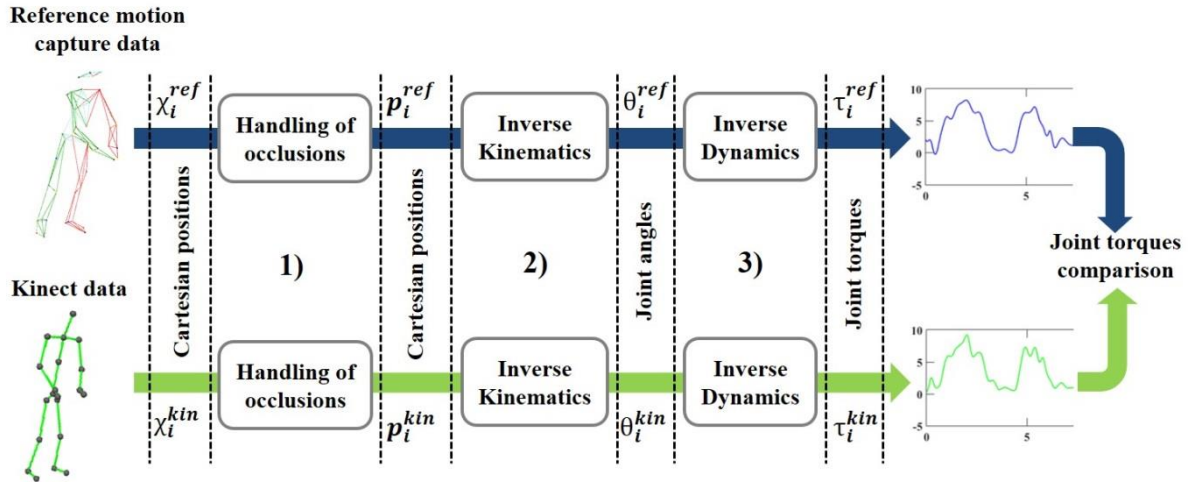 Reference motion
capture data
χ_i^{ref}
Handling of
occlusions
p_i^{ref}
Inverse
Kinematics
θ_i^{ref}
Inverse
Dynamics
τ_i^{ref}
10
5
0
-5
0
5
Cartesian positions
1)
Cartesian positions
2)
Joint angles
3)
Joint torques
Joint torques
comparison
Kinect data
χ_i^{kin}
Handling of
occlusions
p_i^{kin}
Inverse
Kinematics
θ_i^{kin}
Inverse
Dynamics
τ_i^{kin}
10
5
0
-5
0
5